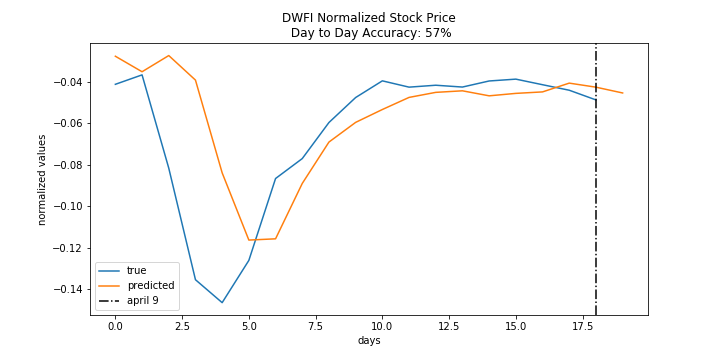 DWFI Normalized Stock Price
Day to Day Accuracy: 57%
normalized values
−0.04
−0.06
−0.08
−0.10
−0.12
−0.14
true
predicted
april 9
0.0 2.5 5.0 7.5 10.0 12.5 15.0 17.5
days